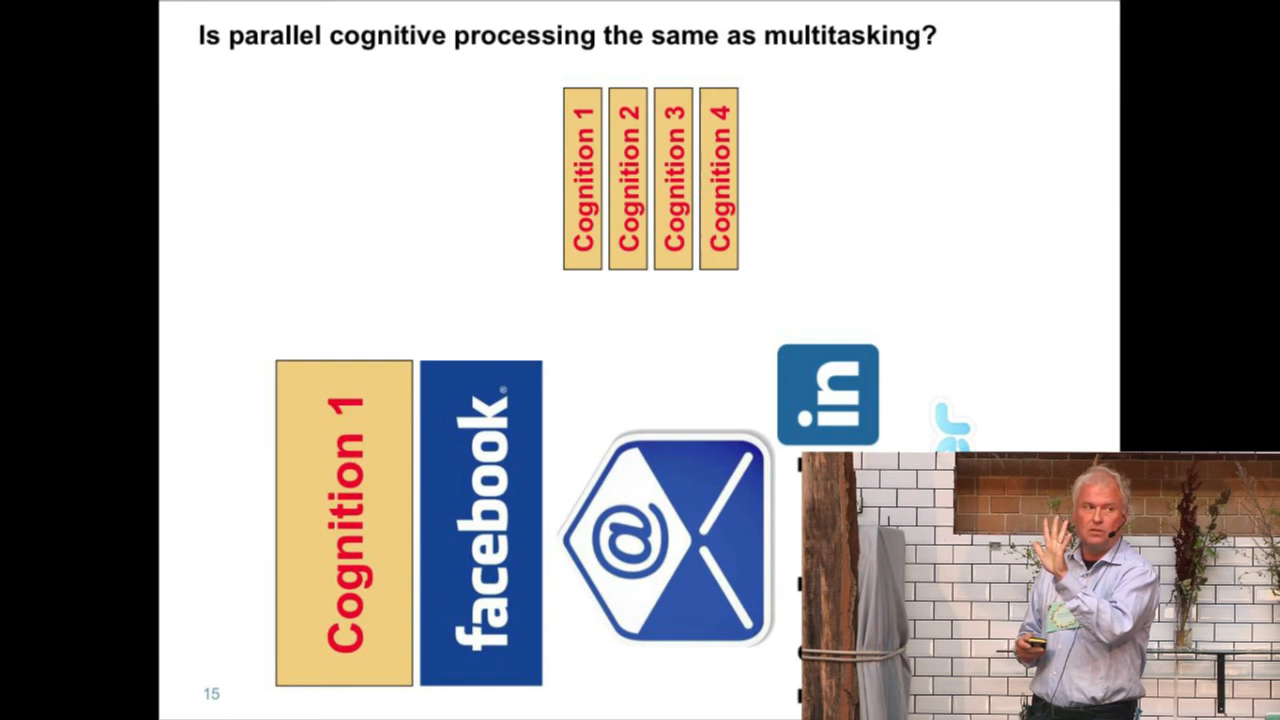 Is parallel cognitive processing the same as multitasking?
Cognition 1
Cognition 2
Cognition 3
Cognition 4
Cognition 1
facebook®
@
in
15